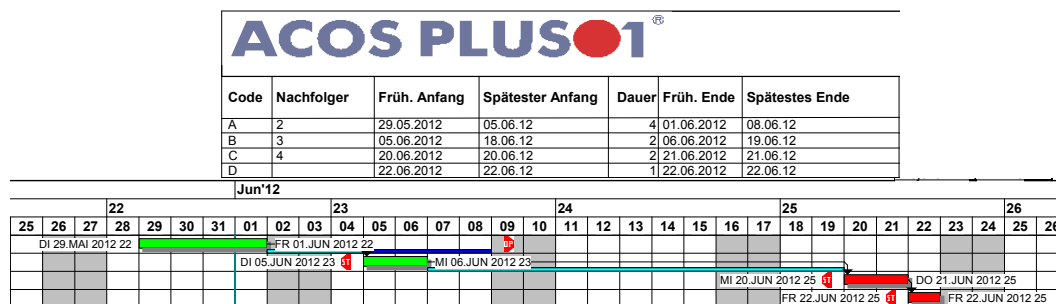 ACOS PLUS 1 ®
Code Nachfolger Früh. Anfang Spätester Anfang Dauer Früh. Ende Spätestes Ende
A 2 29.05.2012 05.06.12 4 01.06.2012 08.06.12
B 3 05.06.2012 18.06.12 2 06.06.2012 19.06.12
C 4 20.06.2012 20.06.12 2 21.06.2012 21.06.12
D 22.06.2012 22.06.12 1 22.06.2012 22.06.12
Jun'12
22 23 24 25 26
25 26 27 28 29 30 31 01 02 03 04 05 06 07 08 09 10 11 12 13 14 15 16 17 18 19 20 21 22 23 24 25
DI 29.MAI 2012 22 FR 01.JUN 2012 22
DI 05.JUN 2012 23 ST MI 06.JUN 2012 23
MI 20.JUN 2012 25 ST DO 21.JUN 2012 25
FR 22.JUN 2012 25 ST FR 22.JUN 2012 25